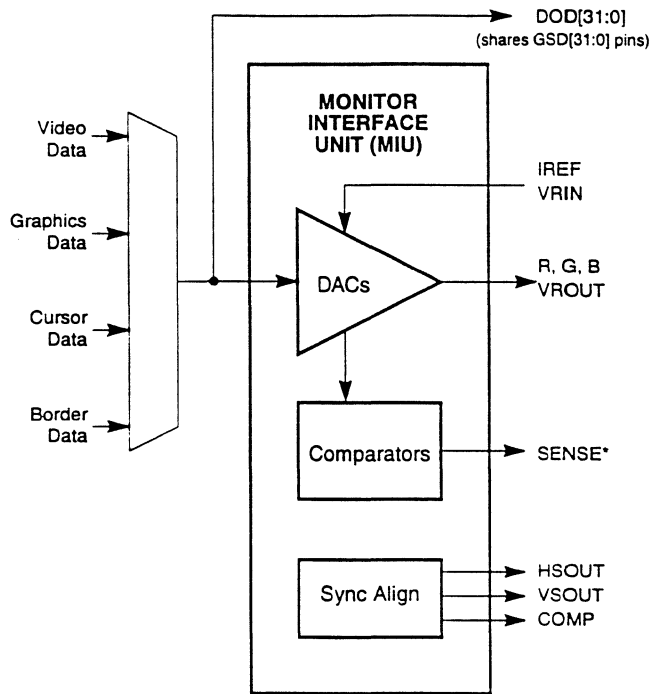 DOD[31:0]
(shares GSD[31:0] pins)
MONITOR
INTERFACE
UNIT (MIU)
Video
Data
IREF
VRIN
Graphics
Data
DACs
R, G, B
VROUT
Cursor
Data
Border
Data
Comparators
SENSE*
Sync Align
HSOUT
VSOUT
COMP